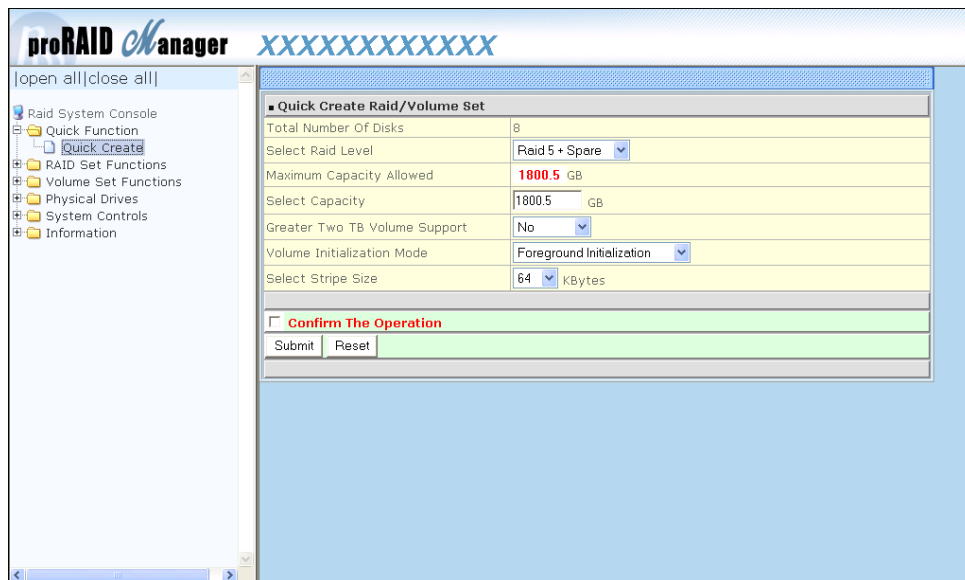 proRAID Manager XXXXXXXXXXXX
|open all|close all|
Raid System Console
Quick Function
Quick Create
RAID Set Functions
Volume Set Functions
Physical Drives
System Controls
Information
Quick Create Raid/Volume Set
Total Number Of Disks 8
Select Raid Level Raid 5 + Spare
Maximum Capacity Allowed 1800.5 GB
Select Capacity 1800.5 GB
Greater Two TB Volume Support No
Volume Initialization Mode Foreground Initialization
Select Stripe Size 64 KBytes
Confirm The Operation
Submit Reset